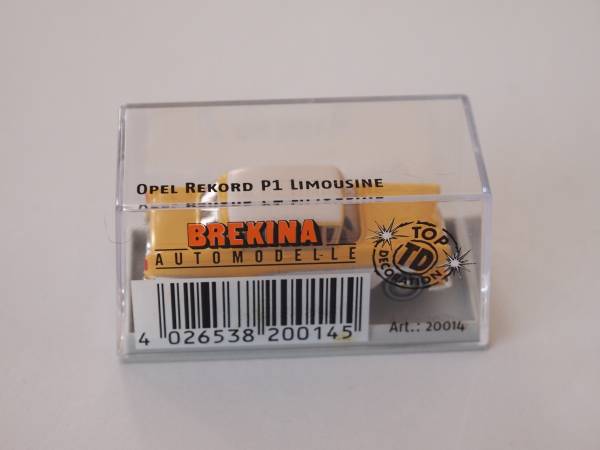 OPEL REKORD P1 LIMOUSINE
BREKINA
AUTOMODELLE
TOP
TD
DECORATION
4 026538 200145
Art.: 20014